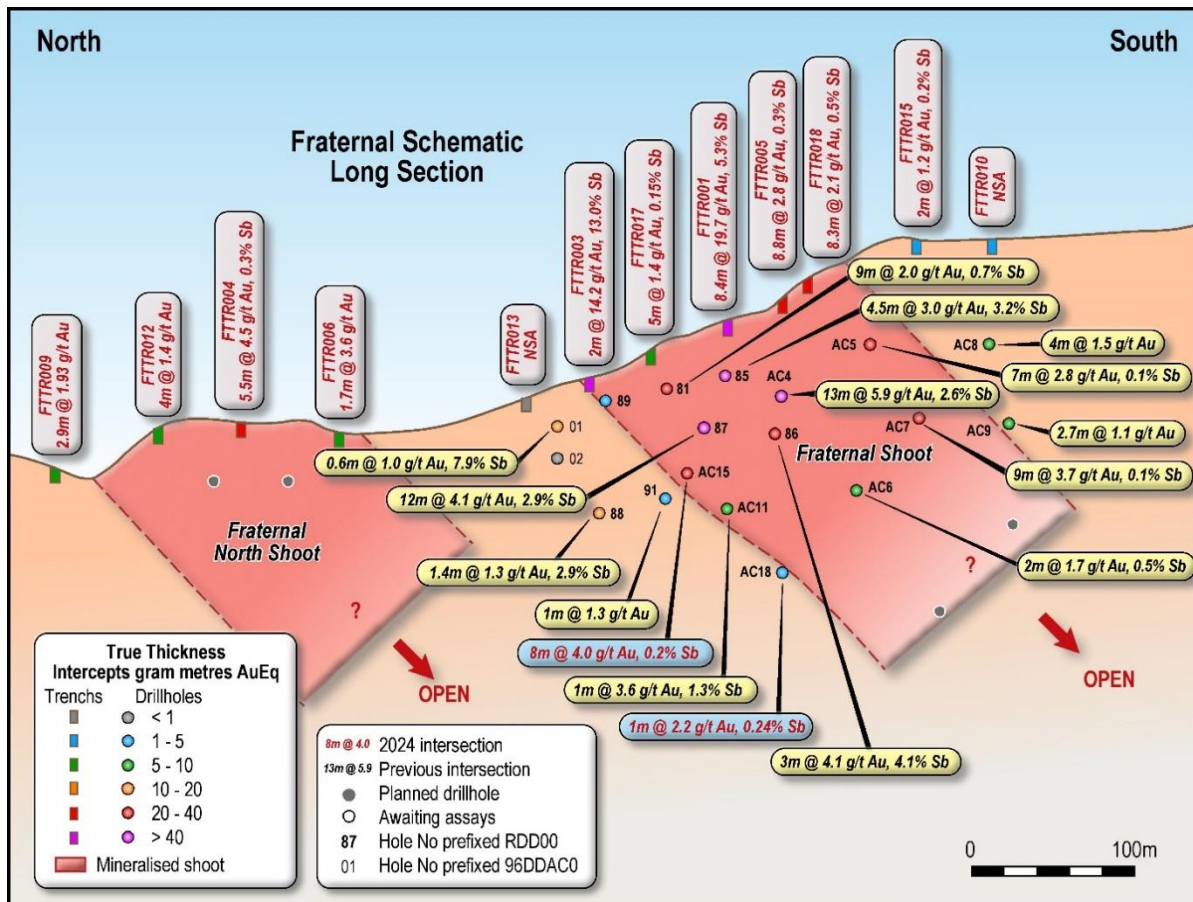 North
South
Fraternal Schematic
Long Section
FTTR009
2.9m @ 1.93 g/t Au
FTTR012
4m @ 1.4 g/t Au
FTTR004
5.5m @ 4.5 g/t Au, 0.3% Sb
FTTR006
1.7m @ 3.6 g/t Au
FTTR013
NSA
FTTR003
2m @ 14.2 g/t Au, 13.0% Sb
FTTR017
5m @ 1.4 g/t Au, 0.15% Sb
FTTR001
8.4m @ 19.7 g/t Au, 5.3% Sb
FTTR005
8.8m @ 2.8 g/t Au, 0.3% Sb
FTTR018
8.3m @ 2.1 g/t Au, 0.5% Sb
FTTR015
2m @ 1.2 g/t Au, 0.2% Sb
FTTR010
NSA
9m @ 2.0 g/t Au, 0.7% Sb
4.5m @ 3.0 g/t Au, 3.2% Sb
AC5
AC8
4m @ 1.5 g/t Au
7m @ 2.8 g/t Au, 0.1% Sb
85
AC4
81
89
13m @ 5.9 g/t Au, 2.6% Sb
01
87
86
AC7
AC9
2.7m @ 1.1 g/t Au
Fraternal Shoot
0.6m @ 1.0 g/t Au, 7.9% Sb
02
9m @ 3.7 g/t Au, 0.1% Sb
AC15
AC6
12m @ 4.1 g/t Au, 2.9% Sb
91
AC11
88
Fraternal
North Shoot
?
2m @ 1.7 g/t Au, 0.5% Sb
1.4m @ 1.3 g/t Au, 2.9% Sb
AC18
?
1m @ 1.3 g/t Au
8m @ 4.0 g/t Au, 0.2% Sb
1m @ 3.6 g/t Au, 1.3% Sb
1m @ 2.2 g/t Au, 0.24% Sb
3m @ 4.1 g/t Au, 4.1% Sb
OPEN
OPEN
True Thickness
Intercepts gram metres AuEq
Trenchs Drillholes
< 1
1 - 5
5 - 10
10 - 20
20 - 40
> 40
Mineralised shoot
8m @ 4.0 2024 intersection
13m @ 5.9 Previous intersection
Planned drillhole
Awaiting assays
87 Hole No prefixed RDD00
01 Hole No prefixed 96DDAC0
0 100m